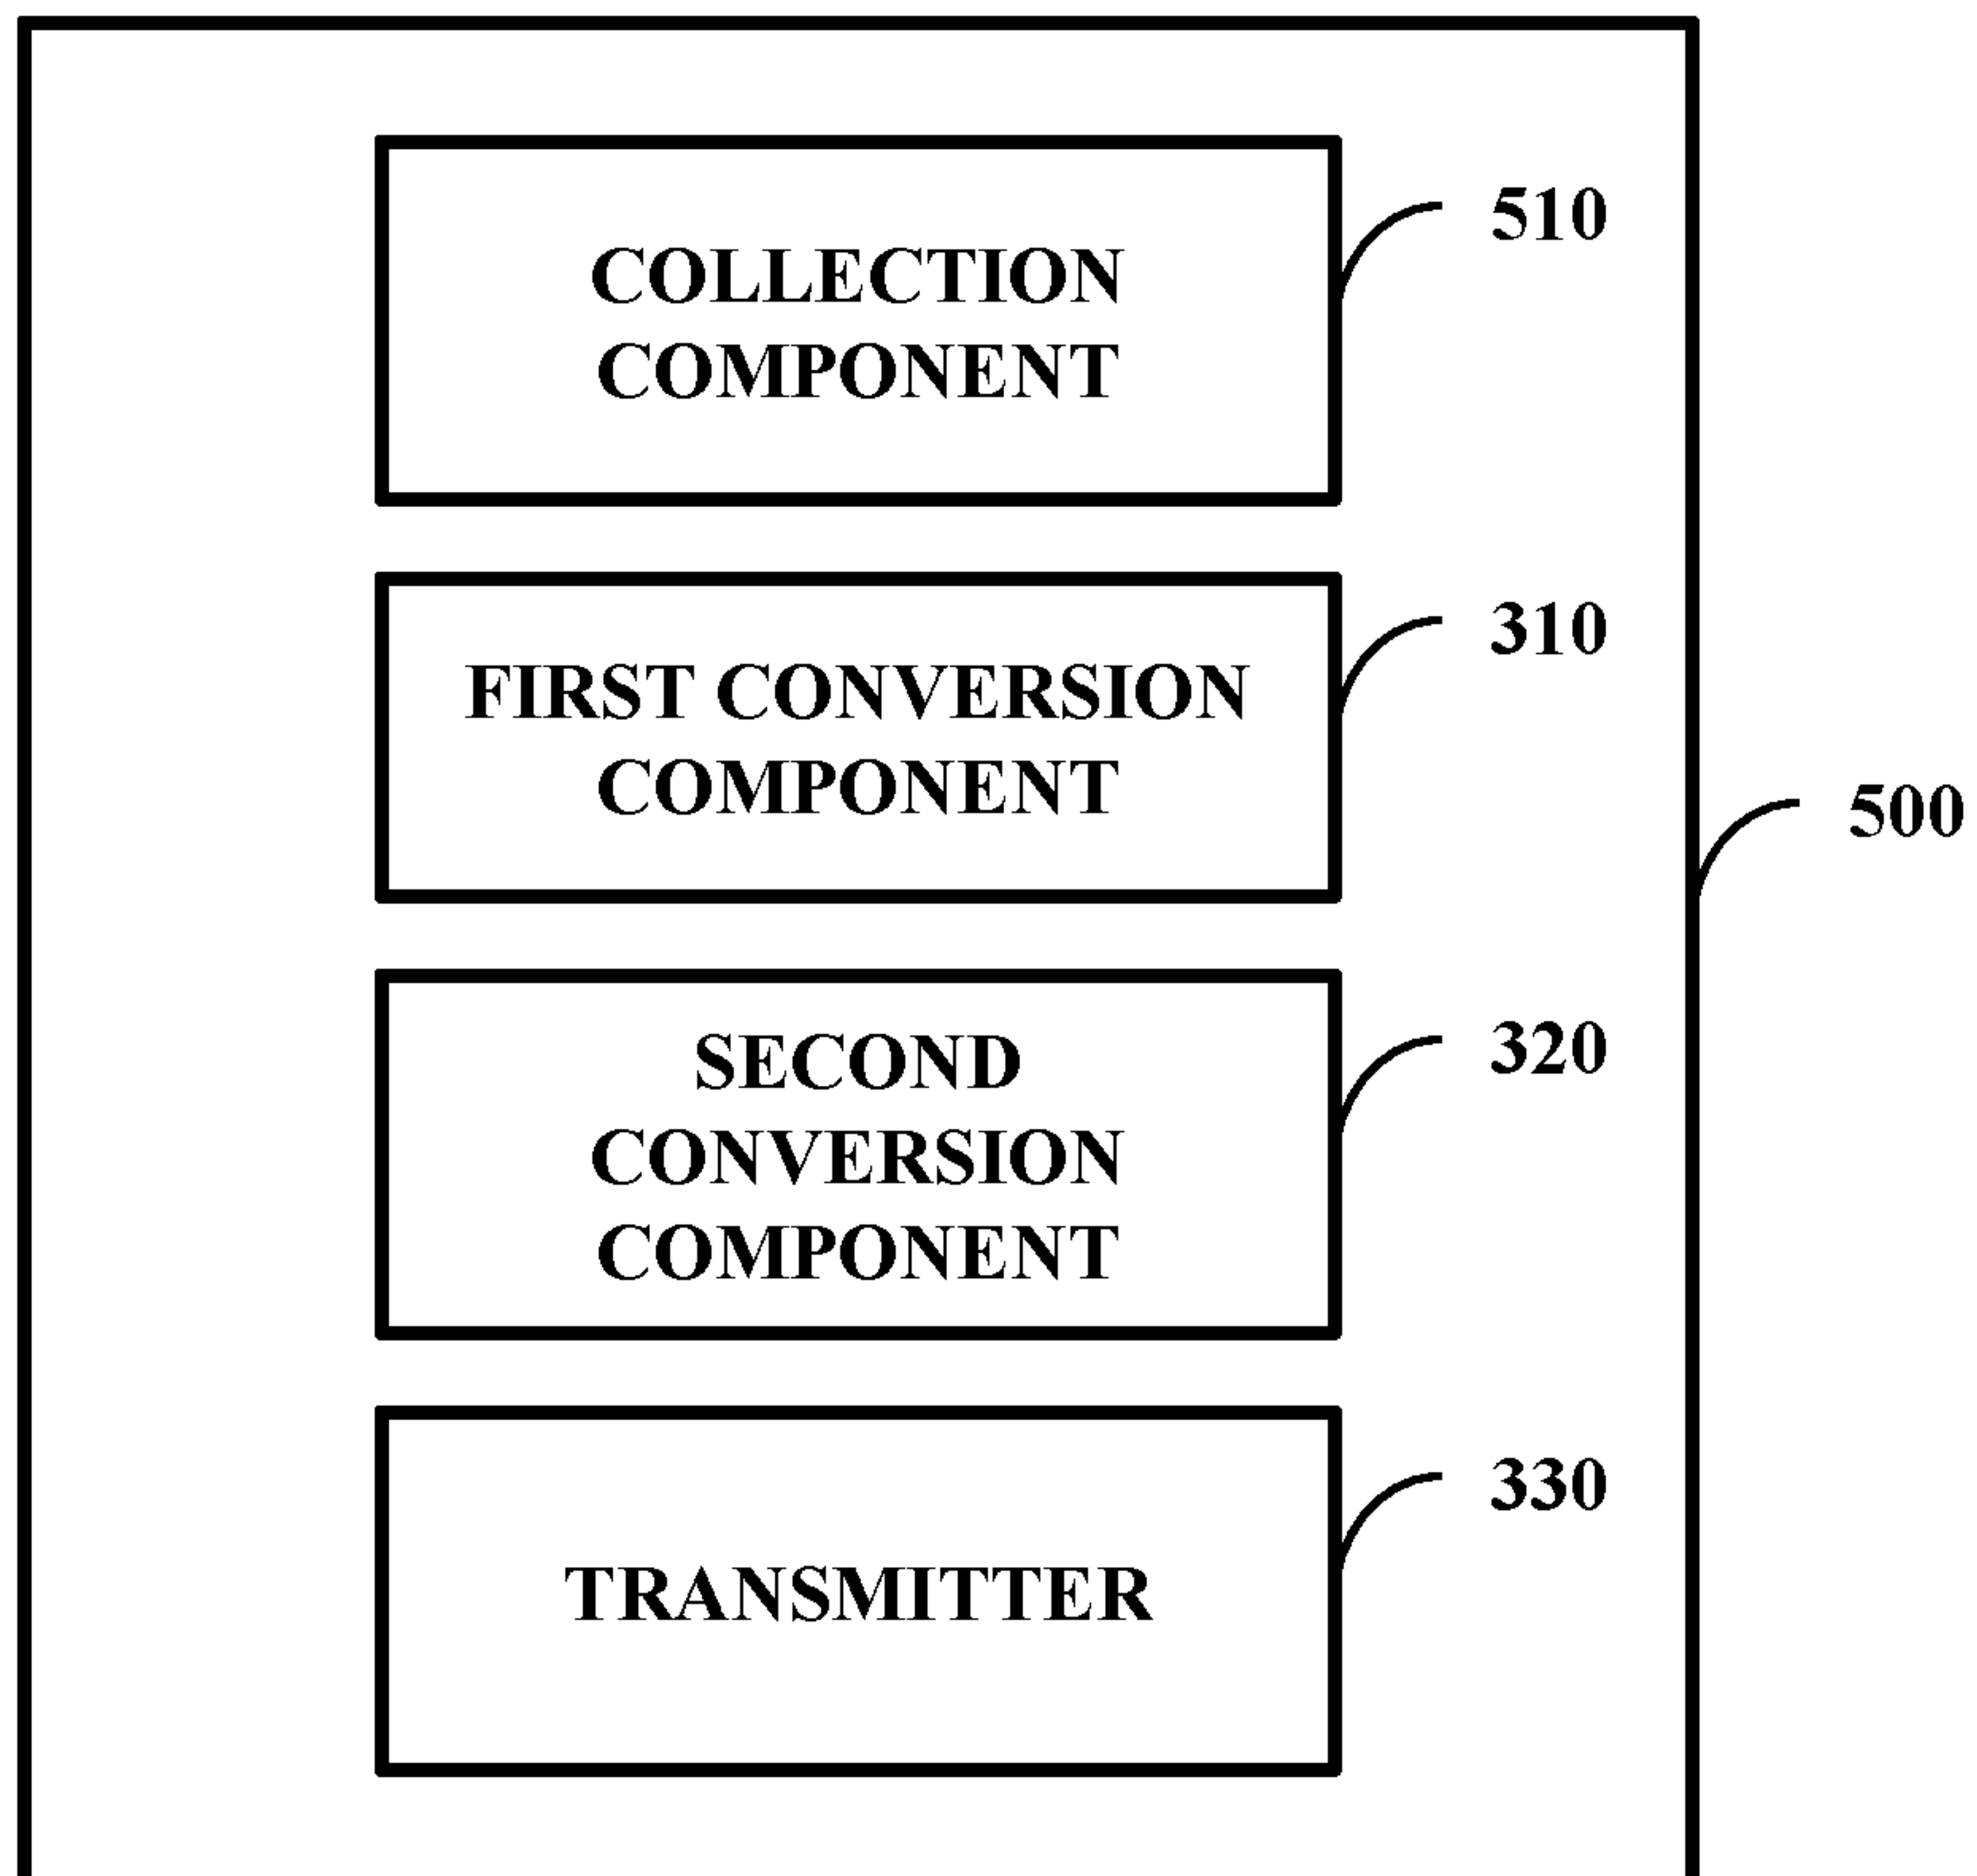 COLLECTION
COMPONENT
510
FIRST CONVERSION
COMPONENT
310
500
SECOND
CONVERSION
COMPONENT
320
TRANSMITTER
330